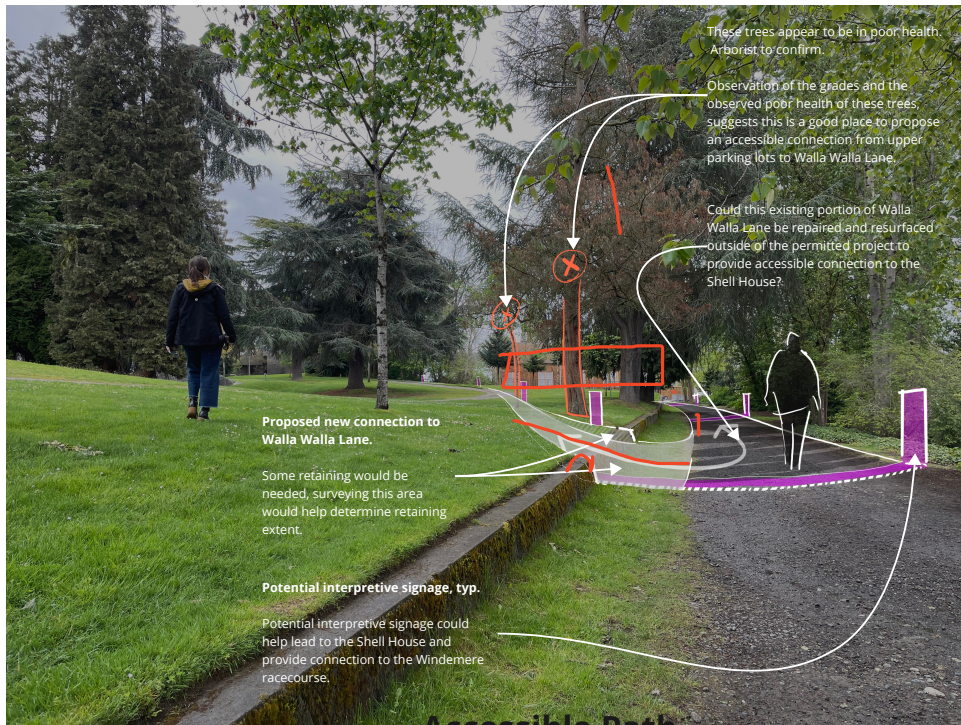 These trees appear to be in poor health.
Arborist to confirm.
Observation of the grades and the
observed poor health of these trees,
suggests this is a good place to propose
an accessible connection from upper
parking lots to Walla Walla Lane.
Could this existing portion of Walla
Walla Lane be repaired and resurfaced
outside of the permitted project to
provide accessible connection to the
Shell House?
Proposed new connection to
Walla Walla Lane.
Some retaining would be
needed, surveying this area
would help determine retaining
extent.
Potential interpretive signage, typ.
Potential interpretive signage could
help lead to the Shell House and
provide connection to the Windemere
racecourse.
Accessible Path